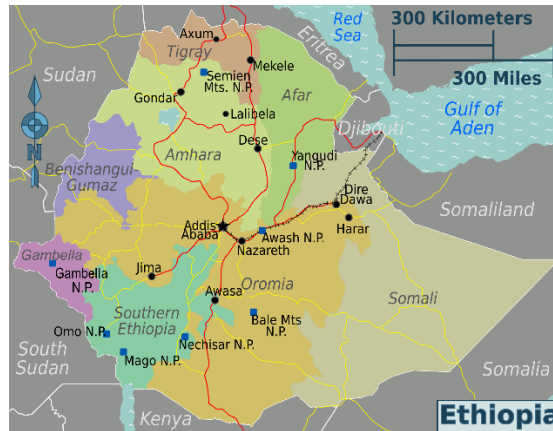 300 Kilometers
Red
Sea
Axum
Tigray
Eritrea
300 Miles
Sudan
Mekele
Semien
Mts. N.P.
Gondar
Afar
Lalibela
Gulf of
Aden
Djibouti
Amhara
Dese
Yangudi
N.P.
Benishangul-
Gumaz
Dire
Dawa
Somaliland
Addis
Ababa
Awash N.P.
Harar
Nazareth
Gambella
Gambella
N.P.
Jima
Oromia
Awasa
Somali
Southern
Ethiopia
Bale Mts
N.P.
Omo N.P.
Nechisar N.P.
South
Sudan
Mago N.P.
Somalia
Kenya
Ethiopia
N